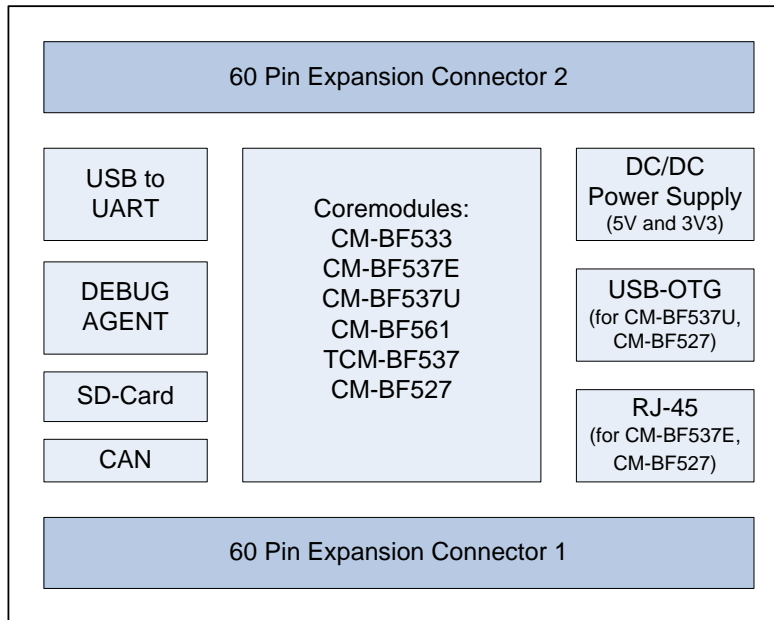 60 Pin Expansion Connector 2
USB to
UART
DEBUG
AGENT
SD-Card
CAN
Coremodules:
CM-BF533
CM-BF537E
CM-BF537U
CM-BF561
TCM-BF537
CM-BF527
DC/DC
Power Supply
(5V and 3V3)
USB-OTG
(for CM-BF537U,
CM-BF527)
RJ-45
(for CM-BF537E,
CM-BF527)
60 Pin Expansion Connector 1